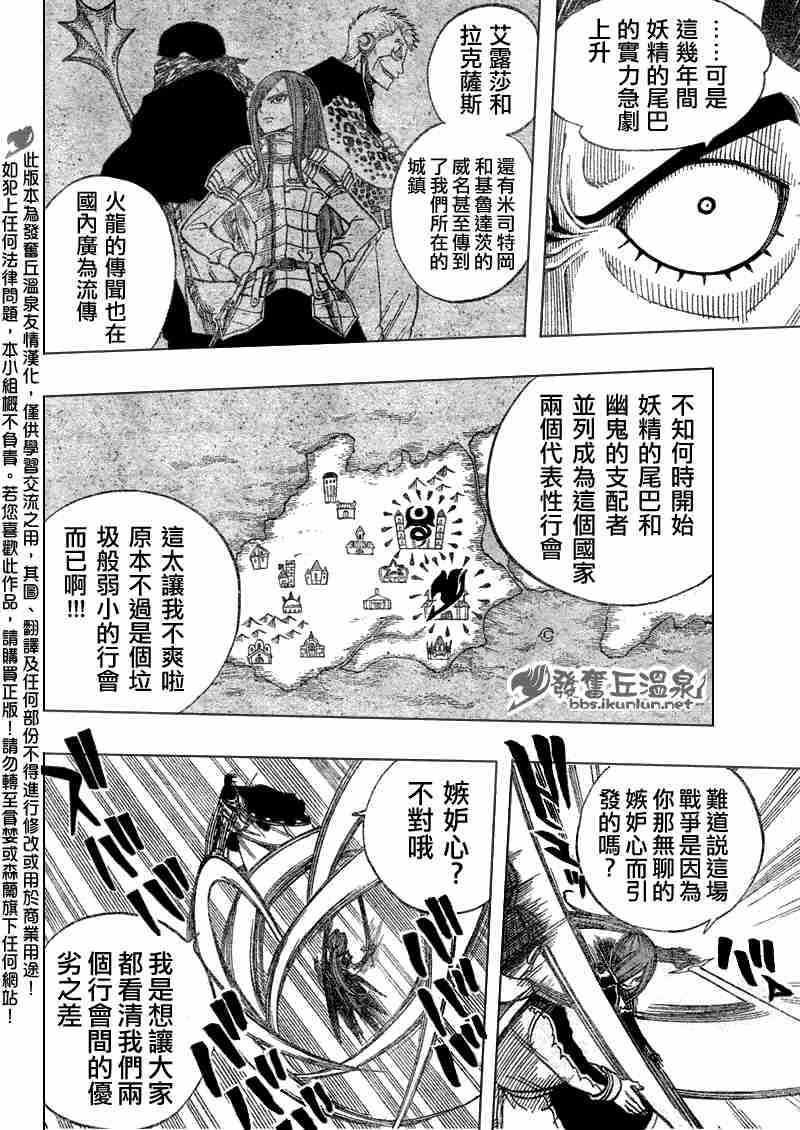 ……可是
這幾年間
妖精的尾巴
的實力急劇
上升
艾露莎和
拉克薩斯
還有米司特岡
和基魯達茨的
威名甚至傳到
了我們所在的
城鎮
火龍的傳聞也在
國內廣為流傳
不知何時開始
妖精的尾巴和
幽鬼的支配者
並列成為這個國家
兩個代表性行會
這太讓我不爽啦
原本不過是個垃
圾般弱小的行會
而已啊!!!
發奮丘溫泉
bbs.ikunlun.net
難道說這場
戰爭是因為
你那無聊的
嫉妒心而引
發的嗎?
嫉妒心?
不對哦
我是想讓大家
都看清我們兩
個行會間的優
劣之差
此版本為發奮丘溫泉友情漢化，僅供學習交流之用，其圖、翻譯及任何部份不得進行修改或用於商業用途！
如犯上任何法律問題，本小組概不負責。若您喜歡此作品，請購買正版！請勿轉至貪婪或森蘭旗下任何網站！